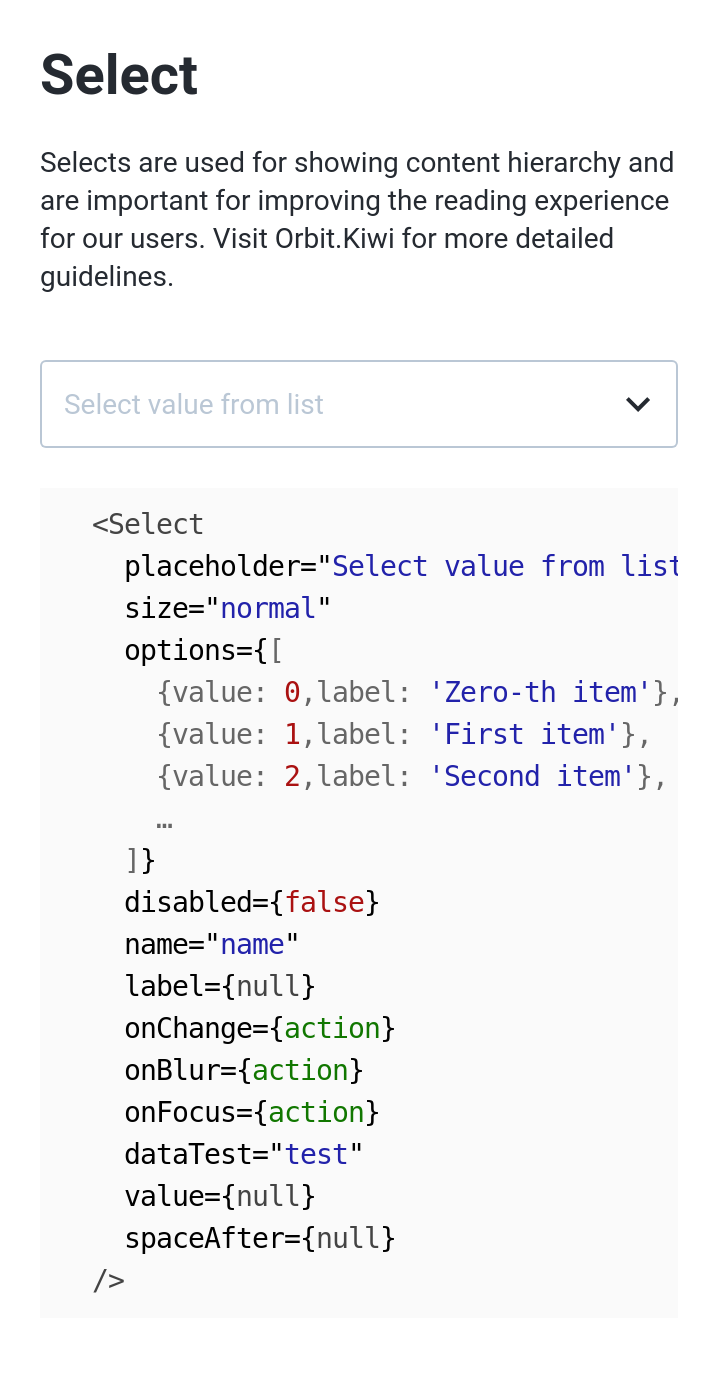 Select
Selects are used for showing content hierarchy and
are important for improving the reading experience
for our users. Visit Orbit.Kiwi for more detailed
guidelines.
Select value from list
<Select
  placeholder="Select value from list
  size="normal"
  options={[
    {value: 0,label: 'Zero-th item'},
    {value: 1,label: 'First item'},
    {value: 2,label: 'Second item'},
    …
  ]}
  disabled={false}
  name="name"
  label={null}
  onChange={action}
  onBlur={action}
  onFocus={action}
  dataTest="test"
  value={null}
  spaceAfter={null}
/>